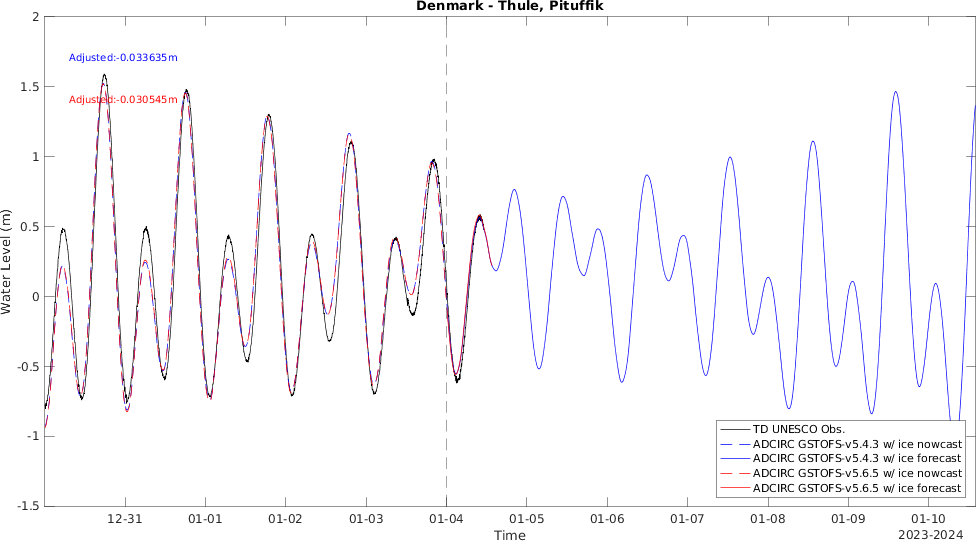 Denmark - Thule, Pituffik
2
1.5
1
0.5
0
-0.5
-1
-1.5
Water Level (m)
Adjusted:-0.033635m
Adjusted:-0.030545m
TD UNESCO Obs.
ADCIRC GSTOFS-v5.4.3 w/ ice nowcast
ADCIRC GSTOFS-v5.4.3 w/ ice forecast
ADCIRC GSTOFS-v5.6.5 w/ ice nowcast
ADCIRC GSTOFS-v5.6.5 w/ ice forecast
12-31 01-01 01-02 01-03 01-04 01-05 01-06 01-07 01-08 01-09 01-10
Time
2023-2024